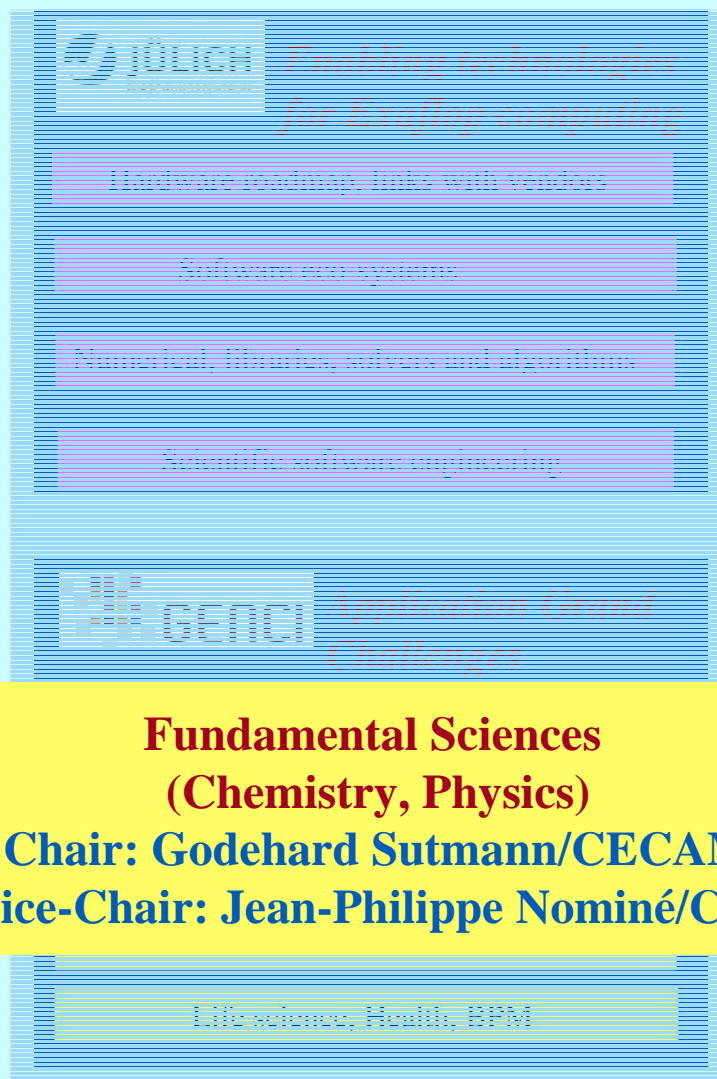 JÜLICH
Enabling technologies
for Exaflop computing
Hardware roadmap, links with vendors
Software eco-systems
Numerical, libraries, solvers and algorithms
Scientific software engineering
GENCI
Application Grand
Challenges
Fundamental Sciences
(Chemistry, Physics)
Chair: Godehard Sutmann/CECAM
ice-Chair: Jean-Philippe Nominé/C
Life science, Health, BPM